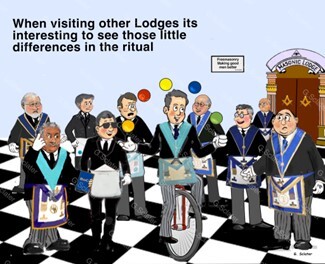 When visiting other Lodges its
interesting to see those little
differences in the ritual
Freemasonry
Making good
men better
MASONIC LODGE